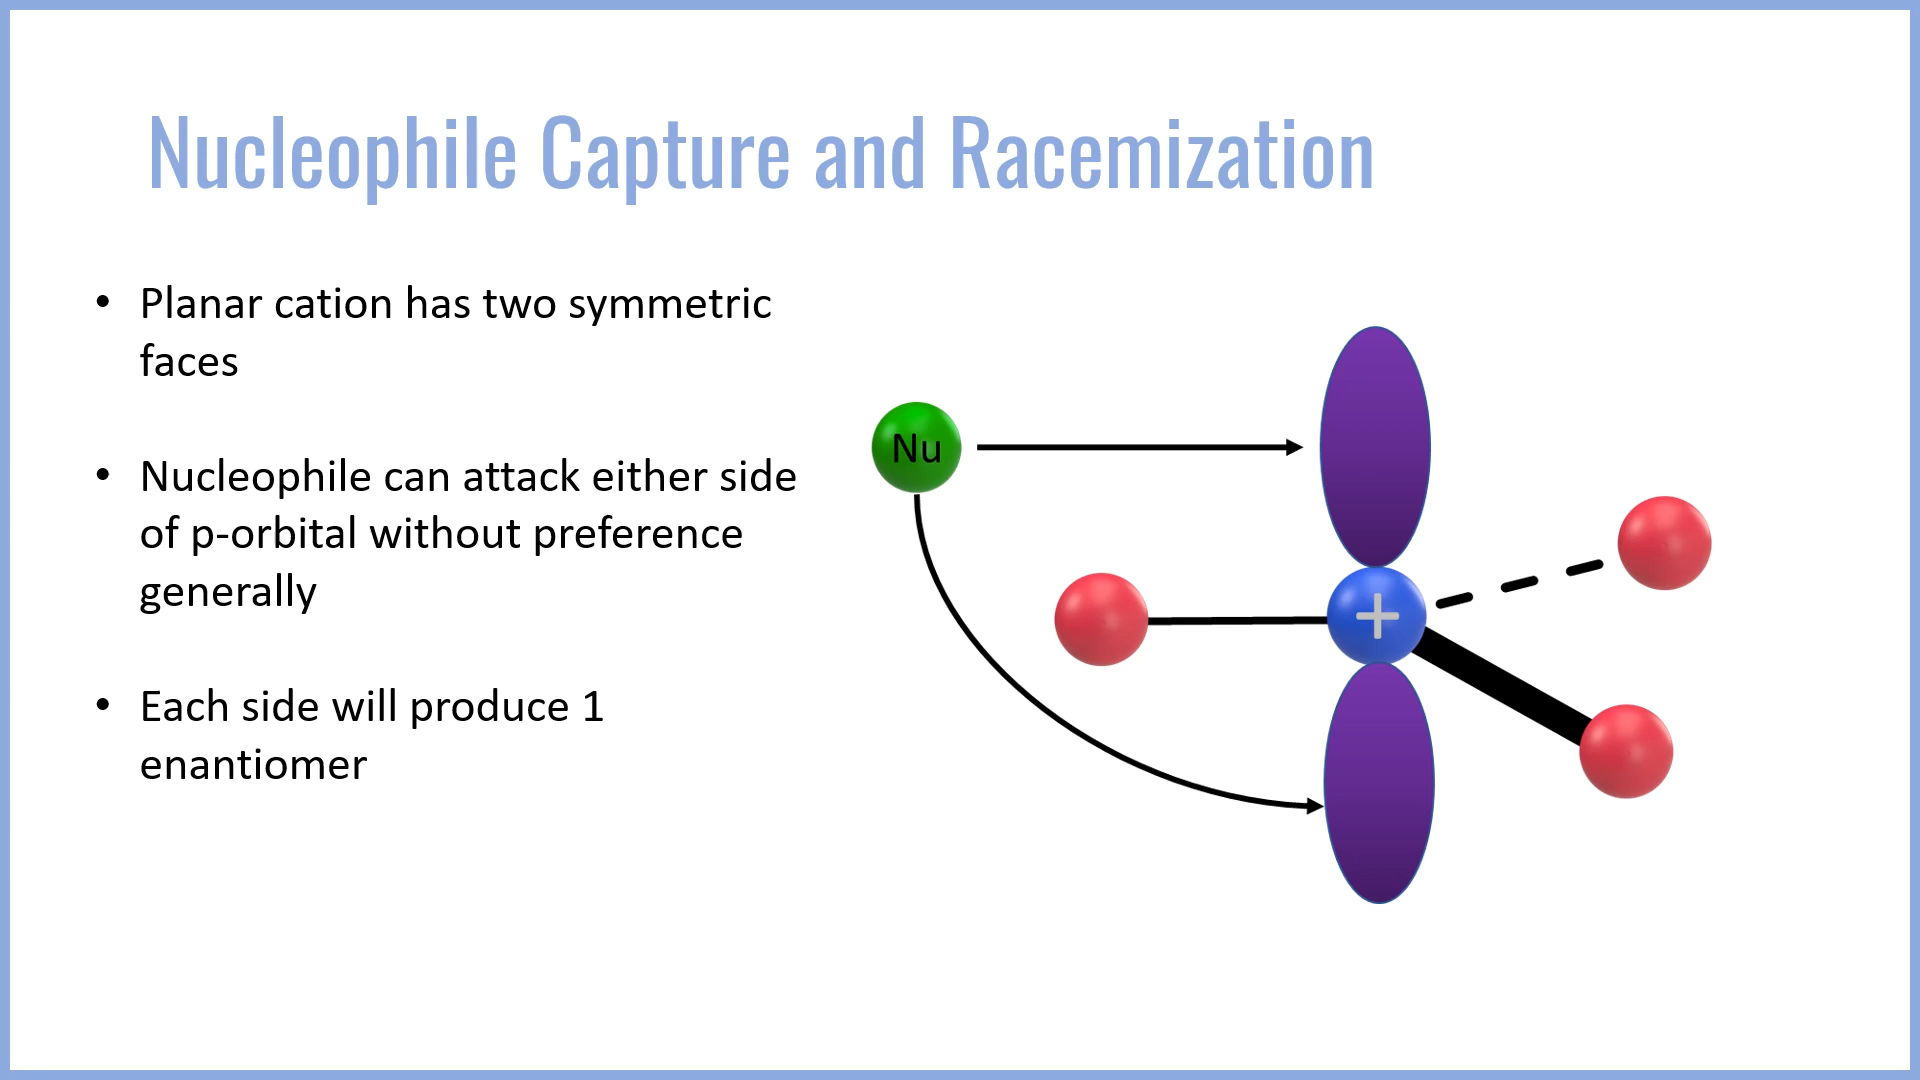 Nucleophile Capture and Racemization
• Planar cation has two symmetric
faces
• Nucleophile can attack either side
of p-orbital without preference
generally
• Each side will produce 1
enantiomer
Nu
+